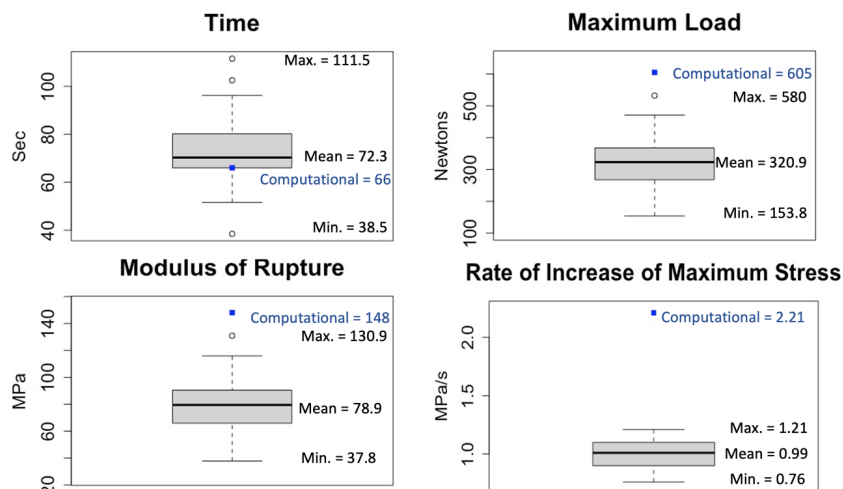 Time
Sec
100
80
60
40
Max. = 111.5
Mean = 72.3
Computational = 66
Min. = 38.5
Maximum Load
Newtons
500
300
100
Computational = 605
Max. = 580
Mean = 320.9
Min. = 153.8
Modulus of Rupture
MPa
140
100
60
20
Computational = 148
Max. = 130.9
Mean = 78.9
Min. = 37.8
Rate of Increase of Maximum Stress
MPa/s
2.0
1.5
1.0
Computational = 2.21
Max. = 1.21
Mean = 0.99
Min. = 0.76